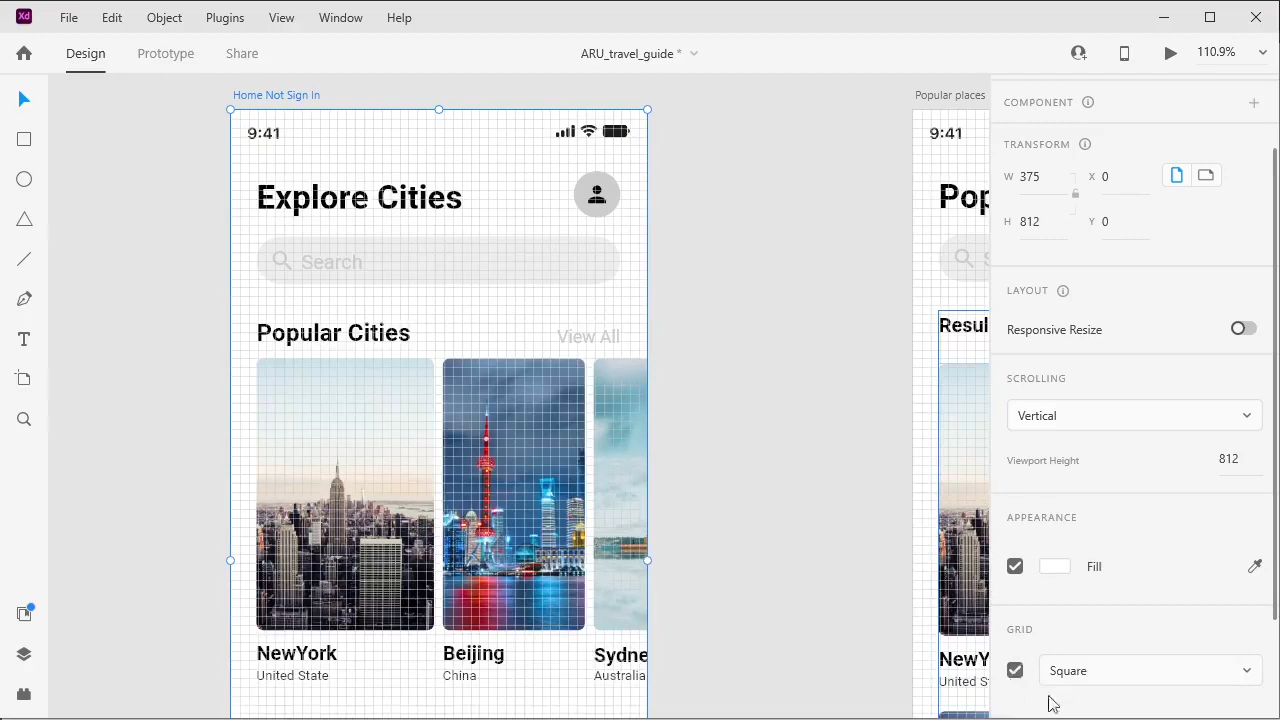 Xd File Edit Object Plugins View Window Help
Design Prototype Share ARU_travel_guide * 110.9%
Home Not Sign In
Popular places
9:41
Explore Cities
Search
Popular Cities View All
NewYork Beijing Sydne
United State China Australia
9:41
Pop
S
Resul
NewY
United S
COMPONENT
TRANSFORM
W 375 X 0
H 812 Y 0
LAYOUT
Responsive Resize
SCROLLING
Vertical
Viewport Height 812
APPEARANCE
Fill
GRID
Square